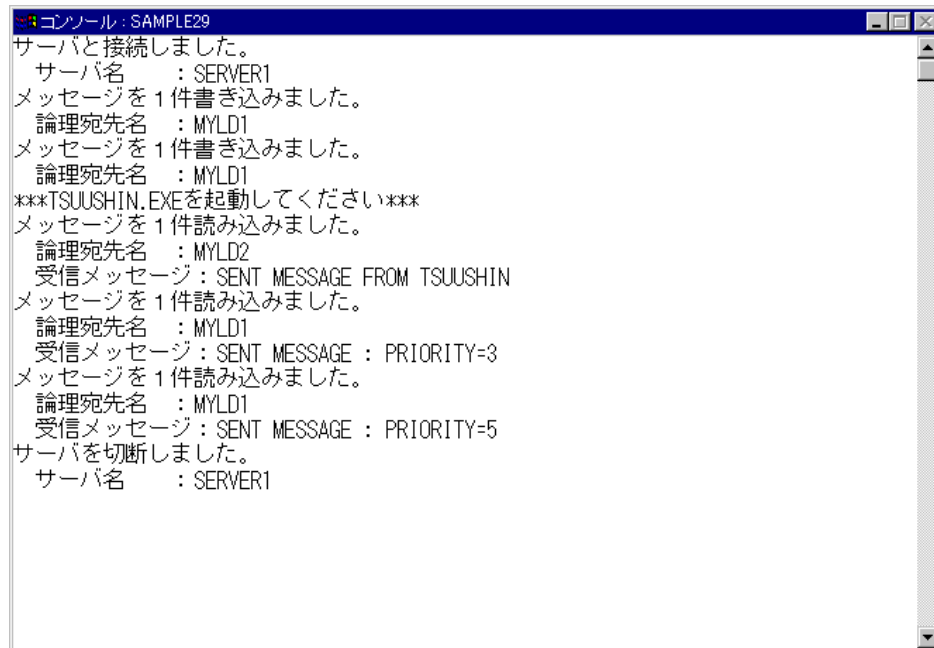 コンソール : SAMPLE29
サーバと接続しました。
サーバ名 : SERVER1
メッセージを１件書き込みました。
論理宛先名 : MYLD1
メッセージを１件書き込みました。
論理宛先名 : MYLD1
***TSUUSHIN.EXEを起動してください***
メッセージを１件読み込みました。
論理宛先名 : MYLD2
受信メッセージ : SENT MESSAGE FROM TSUUSHIN
メッセージを１件読み込みました。
論理宛先名 : MYLD1
受信メッセージ : SENT MESSAGE : PRIORITY=3
メッセージを１件読み込みました。
論理宛先名 : MYLD1
受信メッセージ : SENT MESSAGE : PRIORITY=5
サーバを切断しました。
サーバ名 : SERVER1